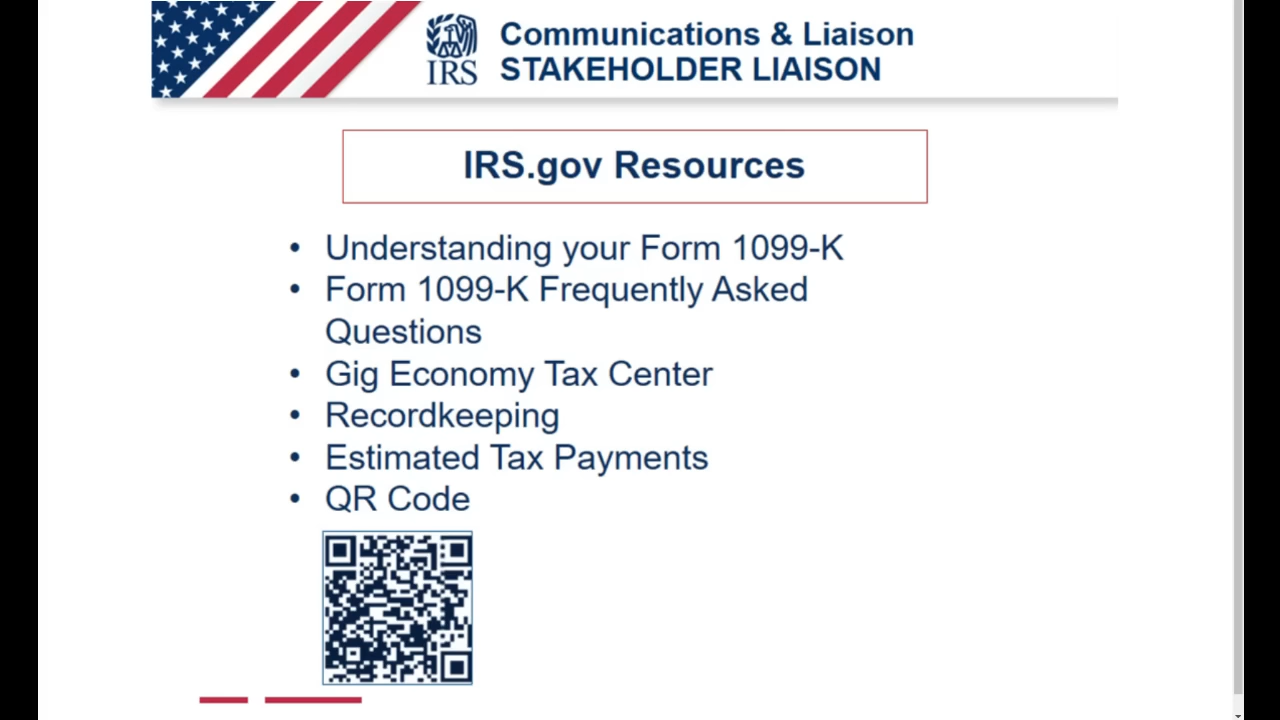 Communications & Liaison
IRS
STAKEHOLDER LIAISON
IRS.gov Resources
• Understanding your Form 1099-K
• Form 1099-K Frequently Asked
Questions
• Gig Economy Tax Center
• Recordkeeping
• Estimated Tax Payments
• QR Code